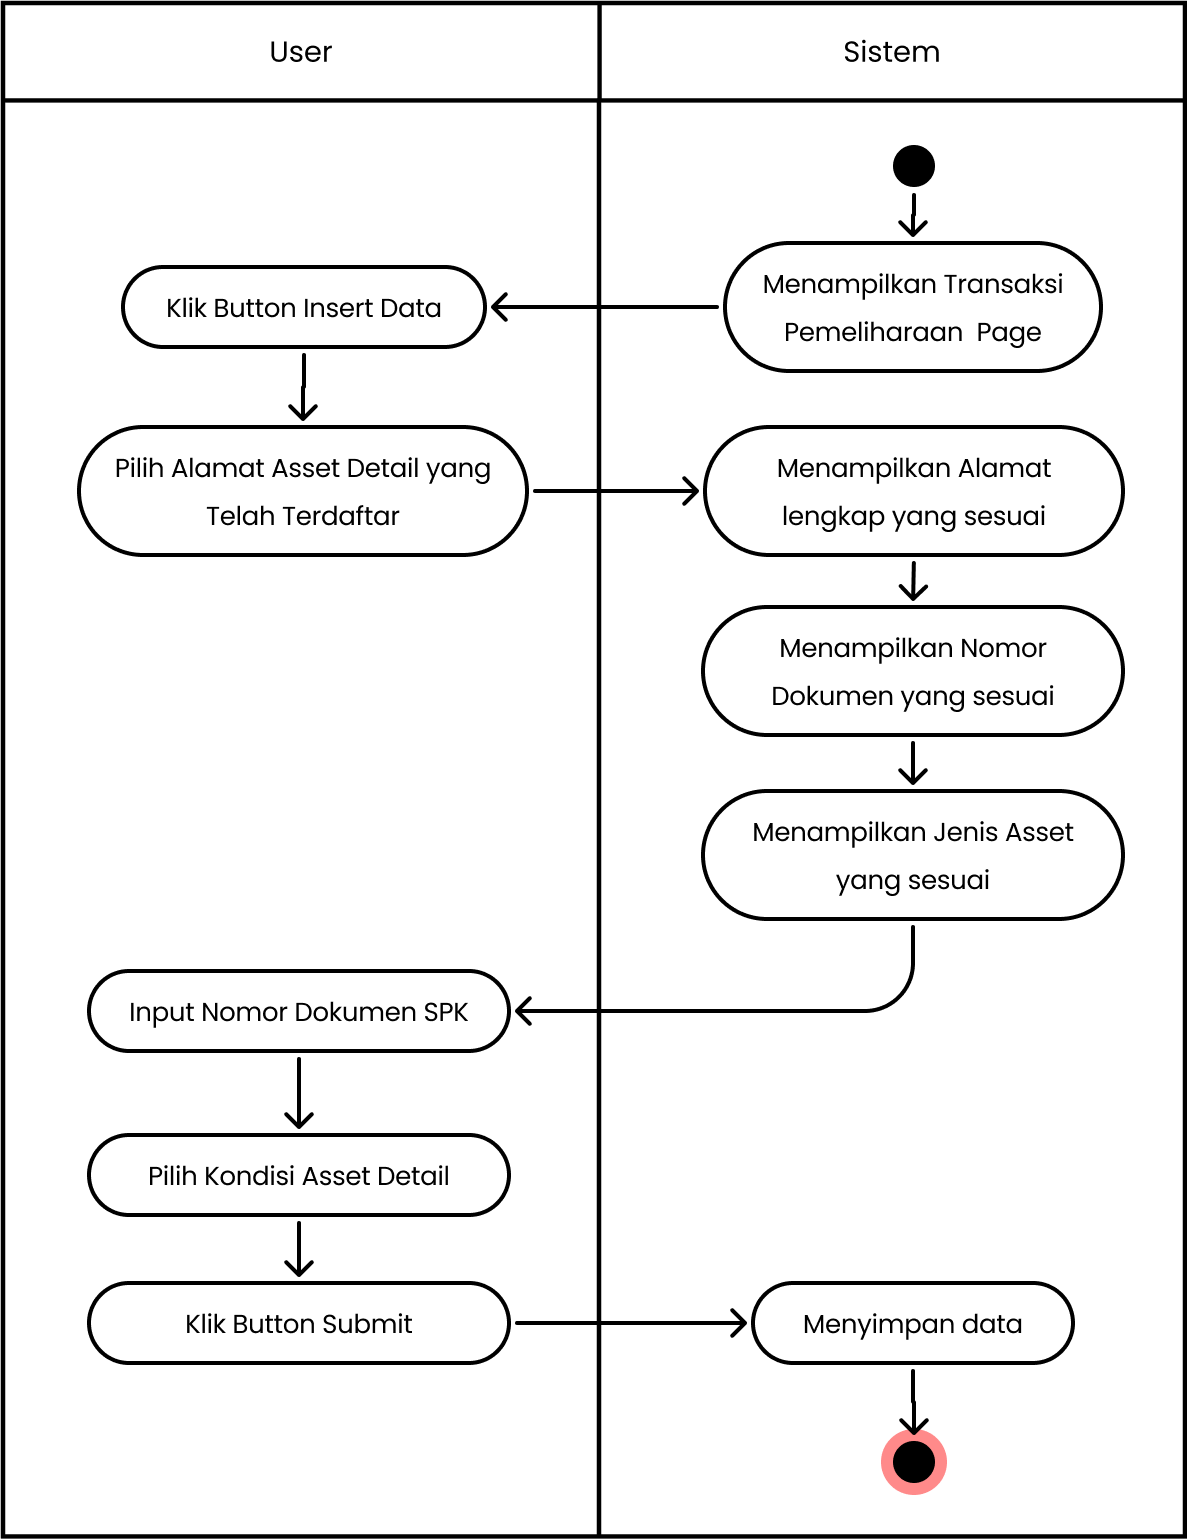 User
Sistem
Menampilkan Transaksi
Pemeliharaan Page
Klik Button Insert Data
Pilih Alamat Asset Detail yang
Telah Terdaftar
Menampilkan Alamat
lengkap yang sesuai
Menampilkan Nomor
Dokumen yang sesuai
Menampilkan Jenis Asset
yang sesuai
Input Nomor Dokumen SPK
Pilih Kondisi Asset Detail
Klik Button Submit
Menyimpan data